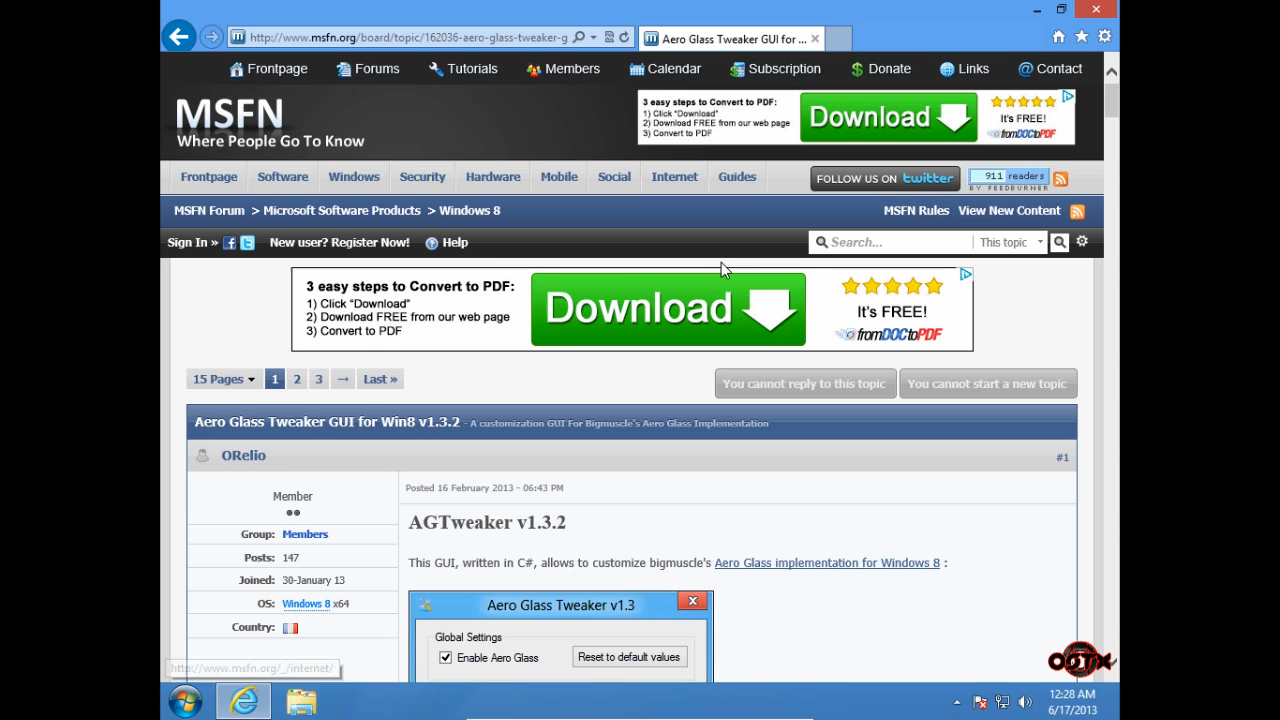 http://www.msfn.org/board/topic/162036-aero-glass-tweaker-g
Aero Glass Tweaker GUI for ...
Frontpage Forums Tutorials Members Calendar Subscription Donate Links Contact
MSFN
Where People Go To Know
3 easy steps to Convert to PDF:
1) Click "Download"
2) Download FREE from our web page
3) Convert to PDF
Download
It's FREE!
fromDOCtoPDF
Frontpage Software Windows Security Hardware Mobile Social Internet Guides
FOLLOW US ON twitter
911 readers
BY FEEDBURNER
MSFN Forum > Microsoft Software Products > Windows 8
MSFN Rules View New Content
Sign In » New user? Register Now! Help
Search... This topic
3 easy steps to Convert to PDF:
1) Click "Download"
2) Download FREE from our web page
3) Convert to PDF
Download
It's FREE!
fromDOCtoPDF
15 Pages 1 2 3 → Last »
You cannot reply to this topic You cannot start a new topic
Aero Glass Tweaker GUI for Win8 v1.3.2 - A customization GUI For Bigmuscle's Aero Glass Implementation
ORelio #1
Member
Group: Members
Posts: 147
Joined: 30-January 13
OS: Windows 8 x64
Country:
Posted 16 February 2013 - 06:43 PM
AGTweaker v1.3.2
This GUI, written in C#, allows to customize bigmuscle's Aero Glass implementation for Windows 8 :
Aero Glass Tweaker v1.3
Global Settings
Enable Aero Glass Reset to default values
http://www.msfn.org/_/internet/
12:28 AM
6/17/2013